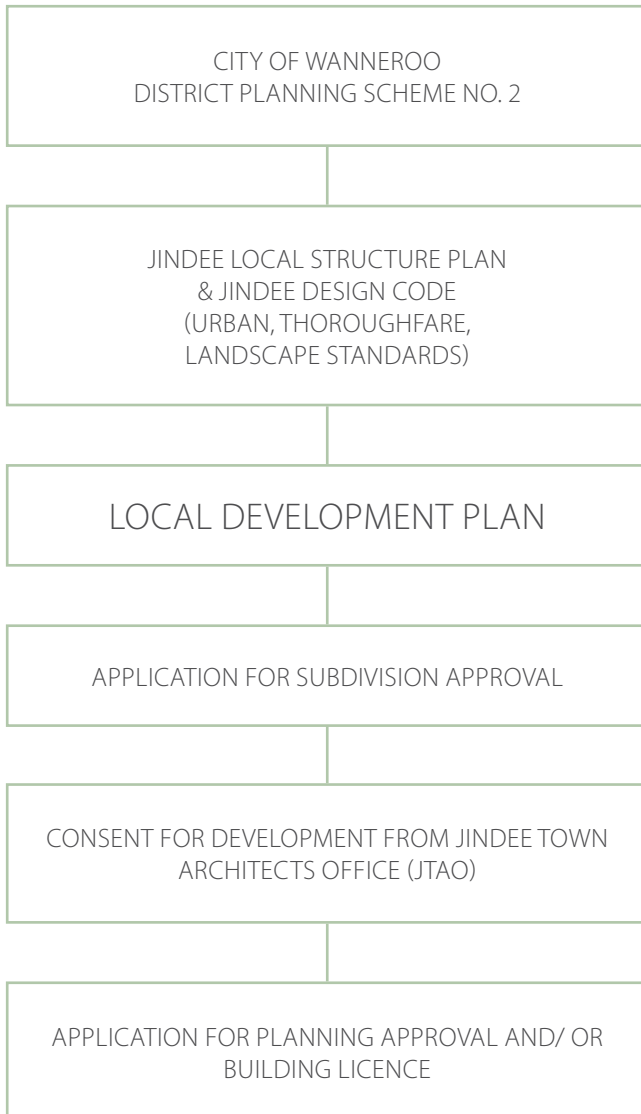 CITY OF WANNEROO
DISTRICT PLANNING SCHEME NO. 2
JINDEE LOCAL STRUCTURE PLAN
& JINDEE DESIGN CODE
(URBAN, THOROUGHFARE,
LANDSCAPE STANDARDS)
LOCAL DEVELOPMENT PLAN
APPLICATION FOR SUBDIVISION APPROVAL
CONSENT FOR DEVELOPMENT FROM JINDEE TOWN
ARCHITECTS OFFICE (JTAO)
APPLICATION FOR PLANNING APPROVAL AND/ OR
BUILDING LICENCE